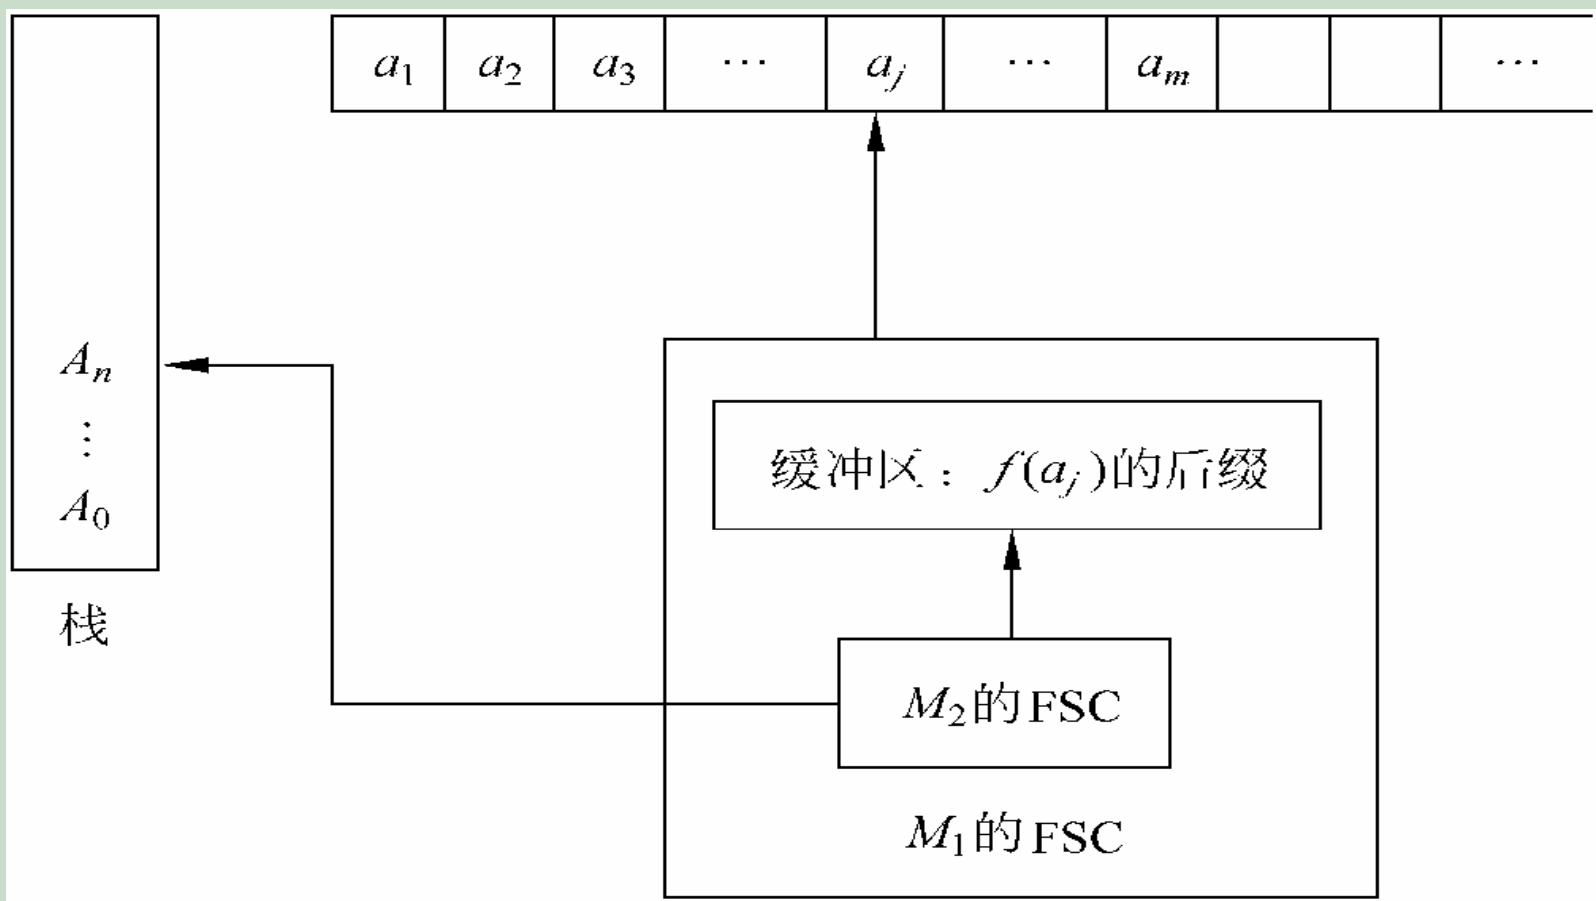 a₁ a₂ a₃ ⋯ aⱼ ⋯ aₘ ⋯
Aₙ
⋮
A₀
栈
缓冲区：f(aⱼ)的后缀
M₂的FSC
M₁的FSC